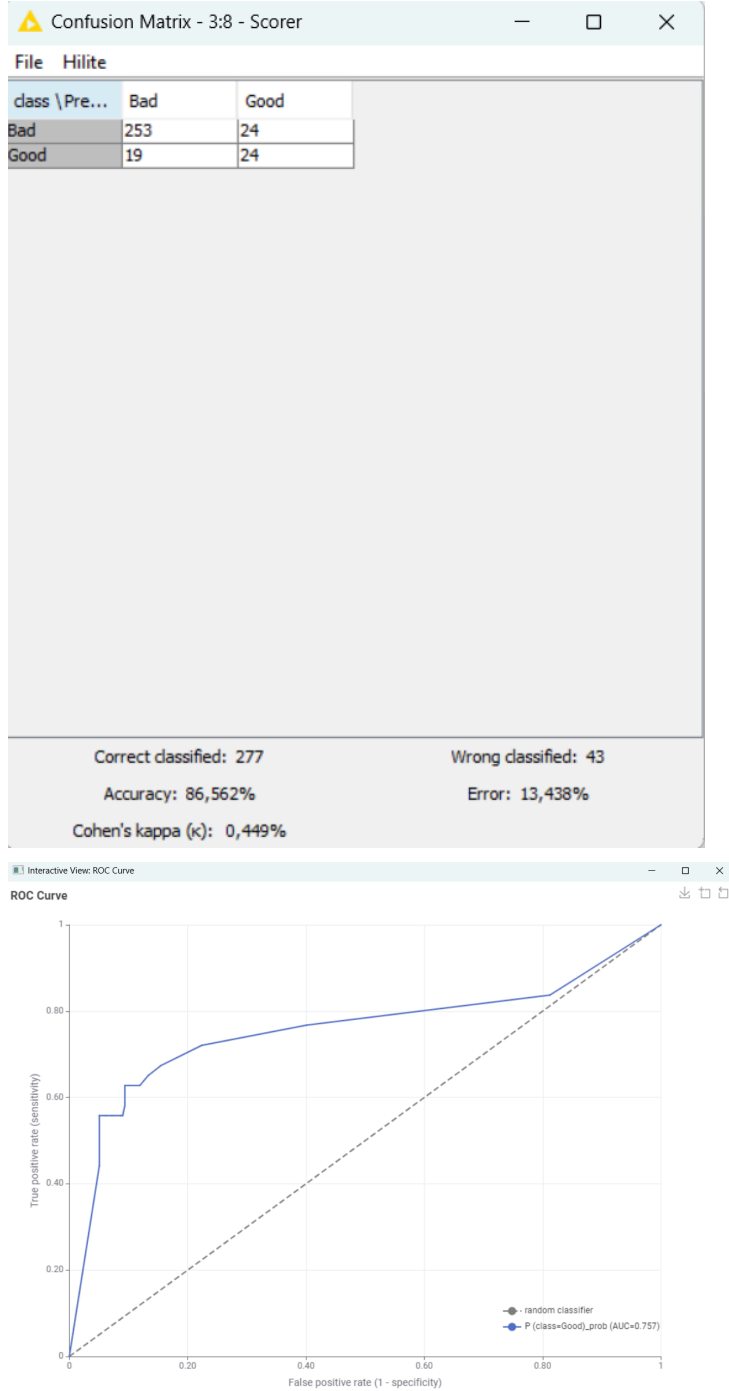 Confusion Matrix - 3:8 - Scorer
File Hilite
class \ Pre... Bad Good
Bad 253 24
Good 19 24
Correct classified: 277 Wrong classified: 43
Accuracy: 86,562% Error: 13,438%
Cohen's kappa (κ): 0,449%
Interactive View: ROC Curve
ROC Curve
1
0.80
0.60
0.40
0.20
0
True positive rate (sensitivity)
random classifier
P (class=Good)_prob (AUC=0.757)
0 0.20 0.40 0.60 0.80 1
False positive rate (1 - specificity)